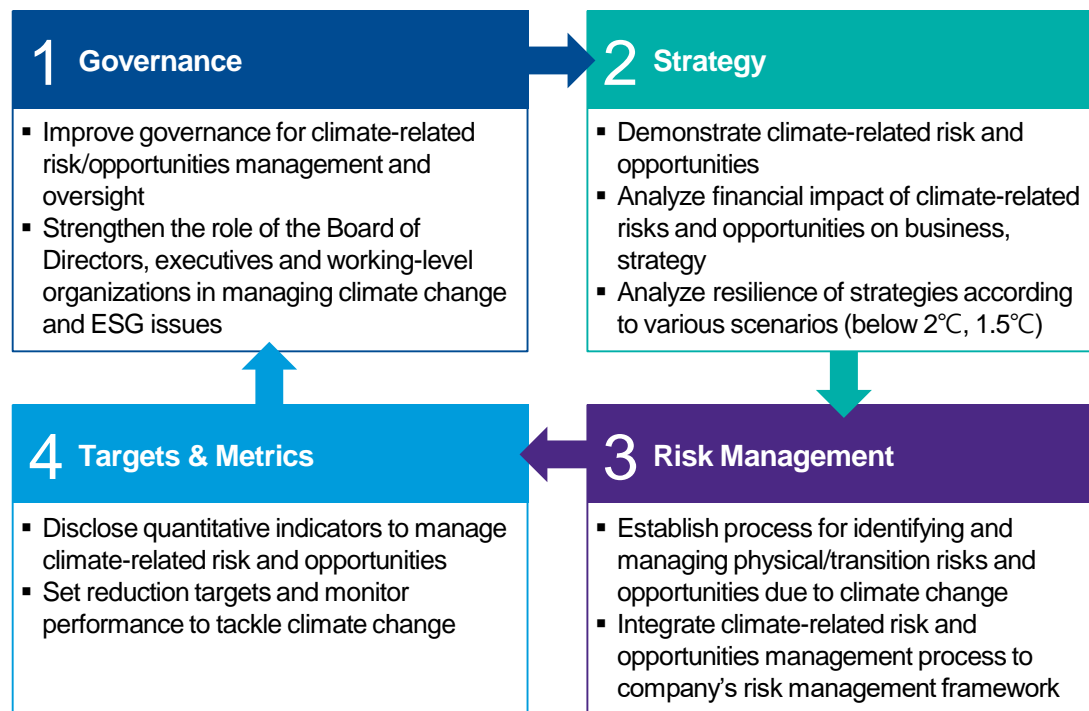 1 Governance
▪ Improve governance for climate-related
risk/opportunities management and
oversight
▪ Strengthen the role of the Board of
Directors, executives and working-level
organizations in managing climate change
and ESG issues
2 Strategy
▪ Demonstrate climate-related risk and
opportunities
▪ Analyze financial impact of climate-related
risks and opportunities on business,
strategy
▪ Analyze resilience of strategies according
to various scenarios (below 2℃, 1.5℃)
4 Targets & Metrics
▪ Disclose quantitative indicators to manage
climate-related risk and opportunities
▪ Set reduction targets and monitor
performance to tackle climate change
3 Risk Management
▪ Establish process for identifying and
managing physical/transition risks and
opportunities due to climate change
▪ Integrate climate-related risk and
opportunities management process to
company’s risk management framework